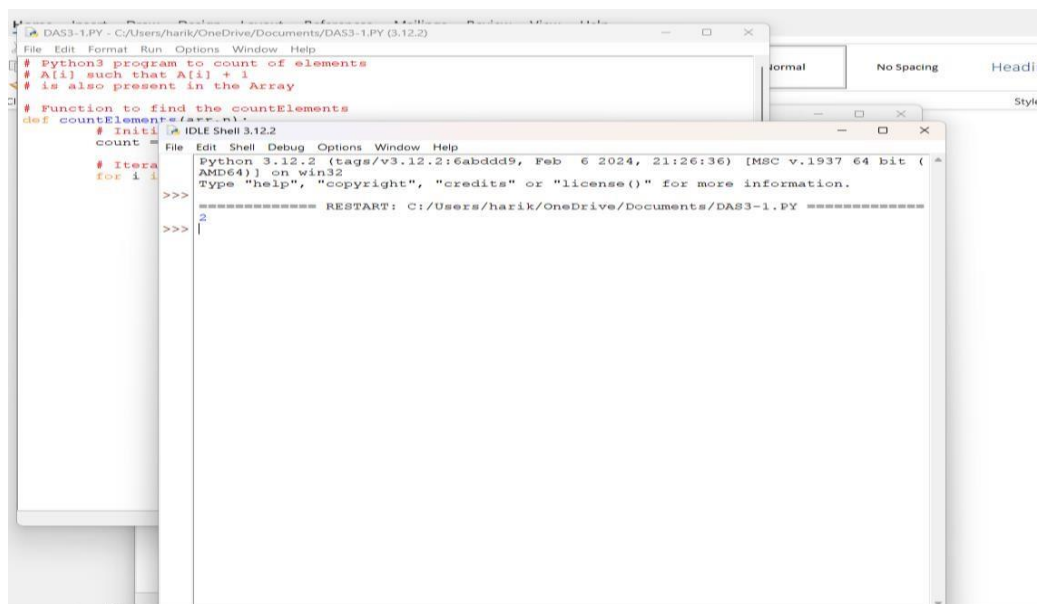 DAS3-1.PY - C:/Users/harik/OneDrive/Documents/DAS3-1.PY (3.12.2)
File Edit Format Run Options Window Help
# Python3 program to count of elements
# A[i] such that A[i] + 1
# is also present in the Array
# Function to find the countElements
def countElements(arr,n):
# Initi
count =
# Itera
for i i
No Spacing
Headi
Style
IDLE Shell 3.12.2
File Edit Shell Debug Options Window Help
Python 3.12.2 (tags/v3.12.2:6abddd9, Feb 6 2024, 21:26:36) [MSC v.1937 64 bit (
AMD64)] on win32
Type "help", "copyright", "credits" or "license()" for more information.
>>>
============= RESTART: C:/Users/harik/OneDrive/Documents/DAS3-1.PY =============
2
>>>